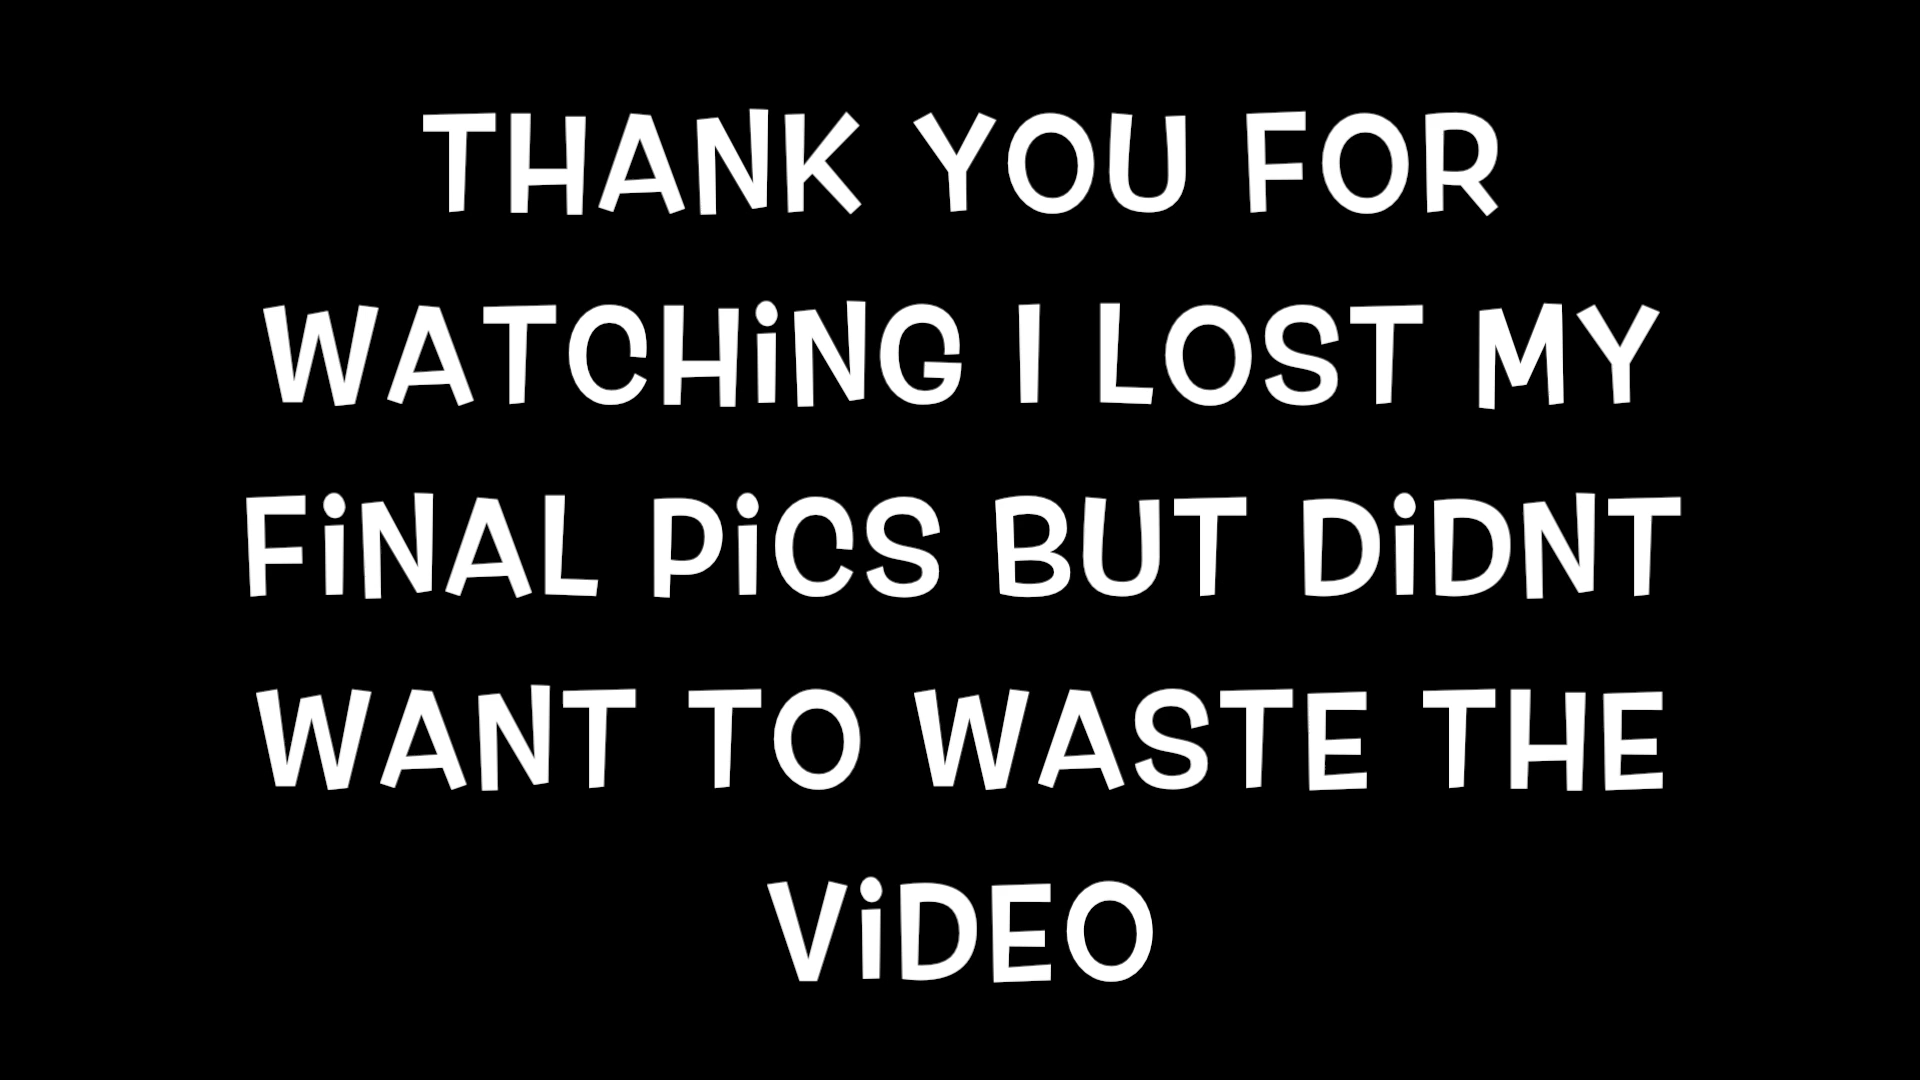 THANK YOU FOR
WATCHiNG I LOST MY
FiNAL PiCS BUT DiDNT
WANT TO WASTE THE
ViDEO